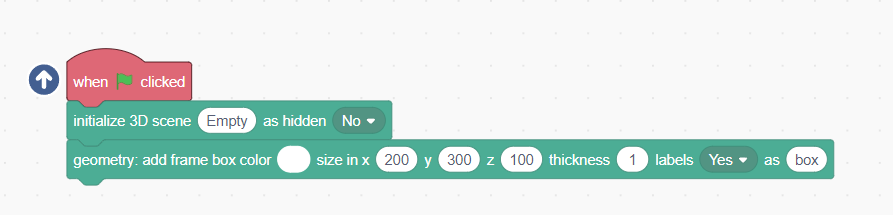 when clicked
initialize 3D scene Empty as hidden No
geometry: add frame box color size in x 200 y 300 z 100 thickness 1 labels Yes as box